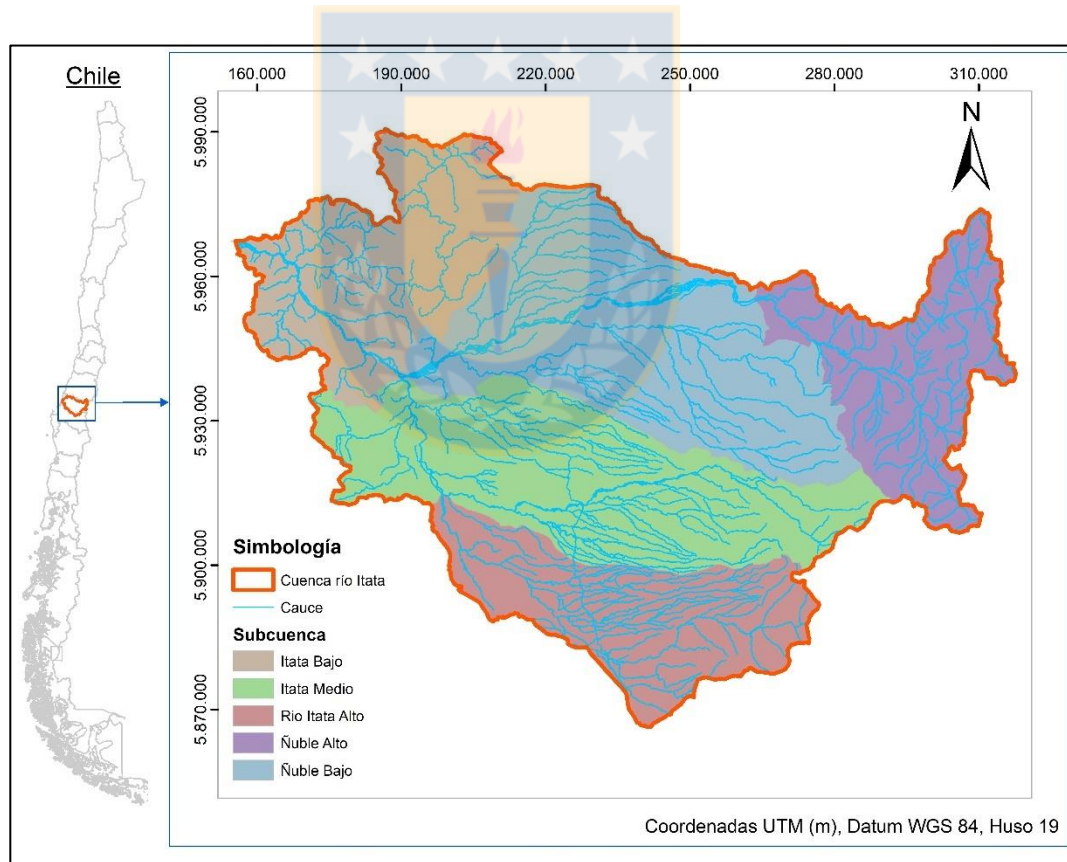 Chile
160.000 190.000 220.000 250.000 280.000 310.000
5.990.000
5.960.000
5.930.000
5.900.000
5.870.000
N
Simbología
Cuenca río Itata
Cauce
Subcuenca
Itata Bajo
Itata Medio
Rio Itata Alto
Ñuble Alto
Ñuble Bajo
Coordenadas UTM (m), Datum WGS 84, Huso 19